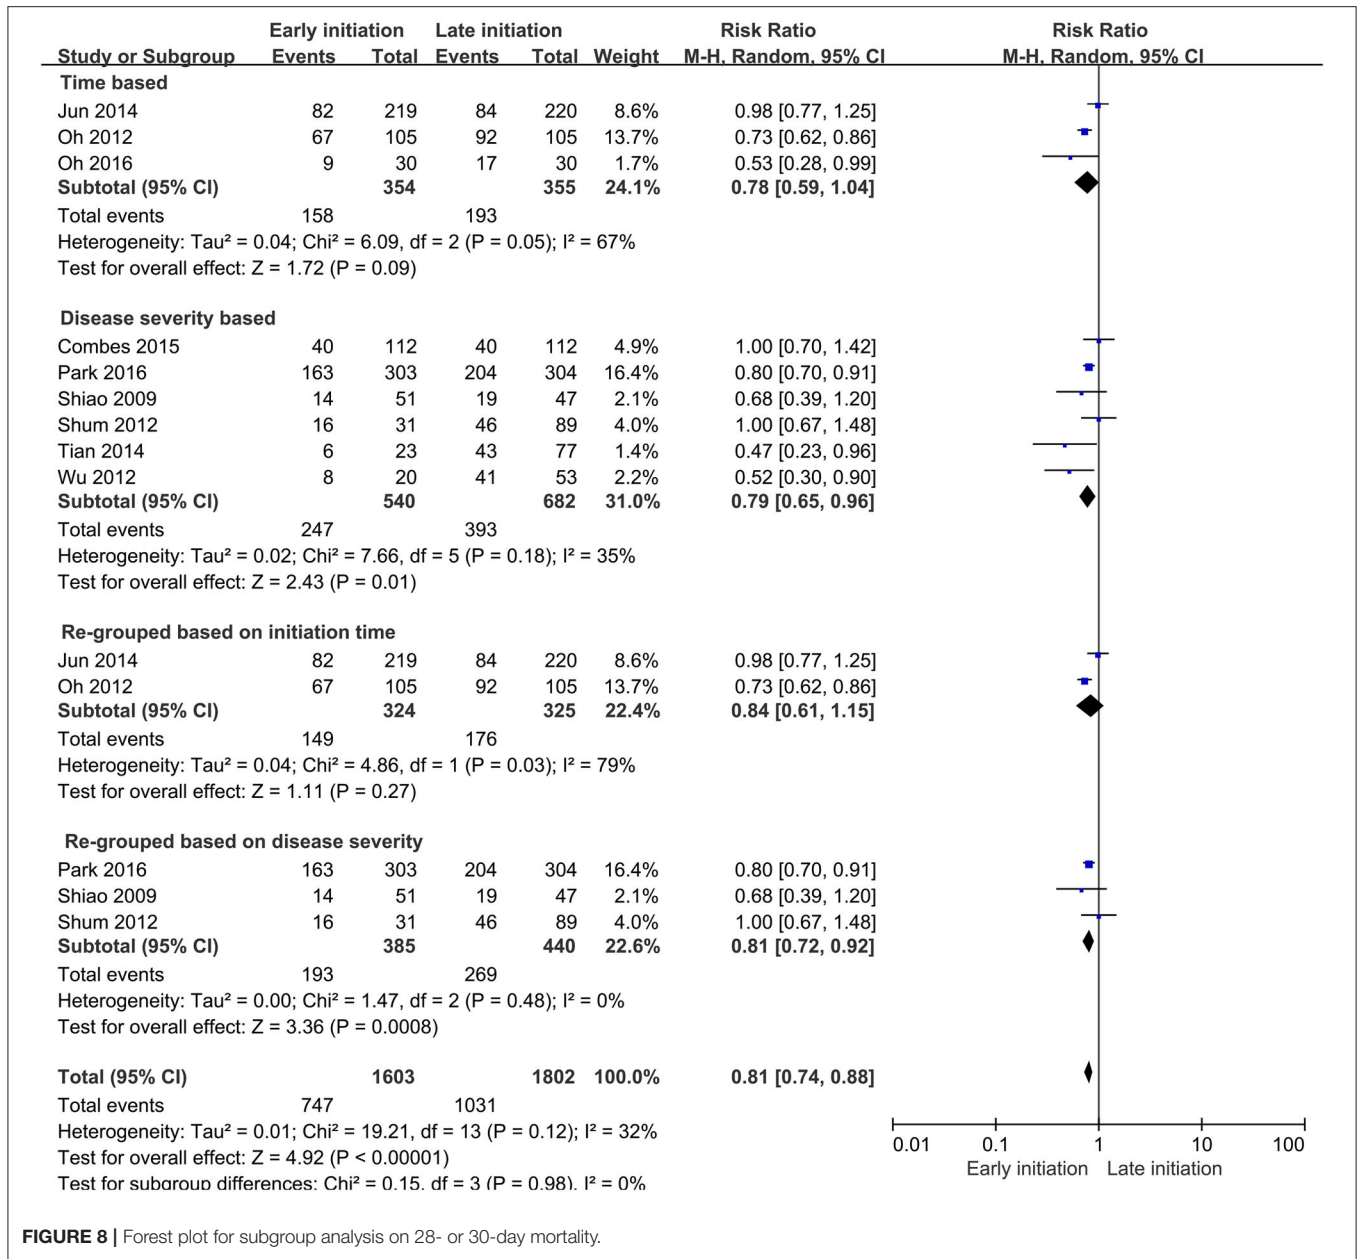 Early initiation Late initiation Risk Ratio Risk Ratio
Study or Subgroup Events Total Events Total Weight M-H, Random, 95% CI M-H, Random, 95% CI
Time based
Jun 2014 82 219 84 220 8.6% 0.98 [0.77, 1.25]
Oh 2012 67 105 92 105 13.7% 0.73 [0.62, 0.86]
Oh 2016 9 30 17 30 1.7% 0.53 [0.28, 0.99]
Subtotal (95% CI) 354 355 24.1% 0.78 [0.59, 1.04]
Total events 158 193
Heterogeneity: Tau² = 0.04; Chi² = 6.09, df = 2 (P = 0.05); I² = 67%
Test for overall effect: Z = 1.72 (P = 0.09)
Disease severity based
Combes 2015 40 112 40 112 4.9% 1.00 [0.70, 1.42]
Park 2016 163 303 204 304 16.4% 0.80 [0.70, 0.91]
Shiao 2009 14 51 19 47 2.1% 0.68 [0.39, 1.20]
Shum 2012 16 31 46 89 4.0% 1.00 [0.67, 1.48]
Tian 2014 6 23 43 77 1.4% 0.47 [0.23, 0.96]
Wu 2012 8 20 41 53 2.2% 0.52 [0.30, 0.90]
Subtotal (95% CI) 540 682 31.0% 0.79 [0.65, 0.96]
Total events 247 393
Heterogeneity: Tau² = 0.02; Chi² = 7.66, df = 5 (P = 0.18); I² = 35%
Test for overall effect: Z = 2.43 (P = 0.01)
Re-grouped based on initiation time
Jun 2014 82 219 84 220 8.6% 0.98 [0.77, 1.25]
Oh 2012 67 105 92 105 13.7% 0.73 [0.62, 0.86]
Subtotal (95% CI) 324 325 22.4% 0.84 [0.61, 1.15]
Total events 149 176
Heterogeneity: Tau² = 0.04; Chi² = 4.86, df = 1 (P = 0.03); I² = 79%
Test for overall effect: Z = 1.11 (P = 0.27)
Re-grouped based on disease severity
Park 2016 163 303 204 304 16.4% 0.80 [0.70, 0.91]
Shiao 2009 14 51 19 47 2.1% 0.68 [0.39, 1.20]
Shum 2012 16 31 46 89 4.0% 1.00 [0.67, 1.48]
Subtotal (95% CI) 385 440 22.6% 0.81 [0.72, 0.92]
Total events 193 269
Heterogeneity: Tau² = 0.00; Chi² = 1.47, df = 2 (P = 0.48); I² = 0%
Test for overall effect: Z = 3.36 (P = 0.0008)
Total (95% CI) 1603 1802 100.0% 0.81 [0.74, 0.88]
Total events 747 1031
Heterogeneity: Tau² = 0.01; Chi² = 19.21, df = 13 (P = 0.12); I² = 32%
Test for overall effect: Z = 4.92 (P < 0.00001)
Test for subgroup differences: Chi² = 0.15, df = 3 (P = 0.98), I² = 0%
0.01 0.1 1 10 100
Early initiation Late initiation
FIGURE 8 | Forest plot for subgroup analysis on 28- or 30-day mortality.